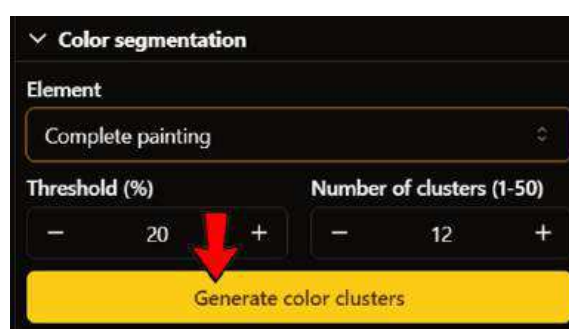 Color segmentation
Element
Complete painting
Threshold (%) Number of clusters (1-50)
− 20 + − 12 +
Generate color clusters